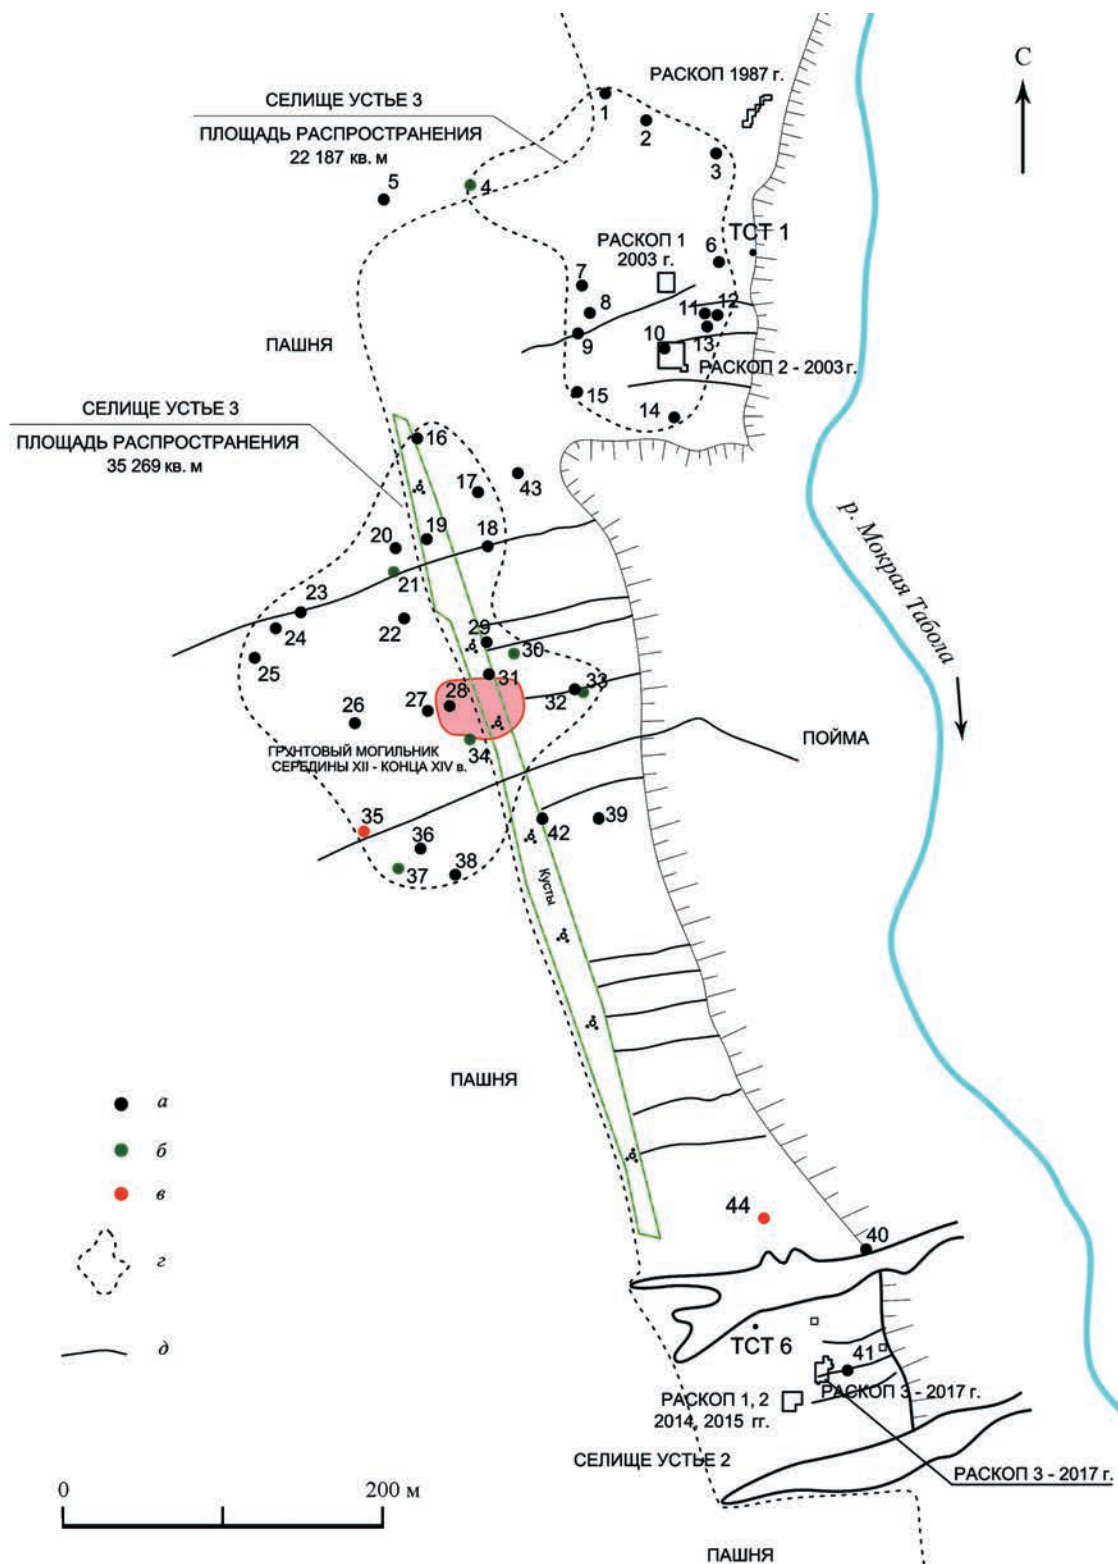 С
РАСКОП 1987 г.
СЕЛИЩЕ УСТЬЕ 3
ПЛОЩАДЬ РАСПРОСТРАНЕНИЯ
22 187 кв. м
1
2
3
4
5
РАСКОП 1
2003 г.
6
ТСТ 1
7
8
9
10
11
12
13
РАСКОП 2 - 2003 г.
ПАШНЯ
15
14
СЕЛИЩЕ УСТЬЕ 3
ПЛОЩАДЬ РАСПРОСТРАНЕНИЯ
35 269 кв. м
16
17
43
20
19
18
21
р. Мокрая Табола
23
24
22
25
29
30
31
26
27
28
32
33
34
ГРУНТОВЫЙ МОГИЛЬНИК
СЕРЕДИНЫ XII - КОНЦА XIV в.
ПОЙМА
35
36
37
38
42
39
Кусты
ПАШНЯ
а
б
в
г
д
44
40
ТСТ 6
41
РАСКОП 3 - 2017 г.
РАСКОП 1, 2
2014, 2015 гг.
СЕЛИЩЕ УСТЬЕ 2
РАСКОП 3 - 2017 г.
0
200 м
ПАШНЯ